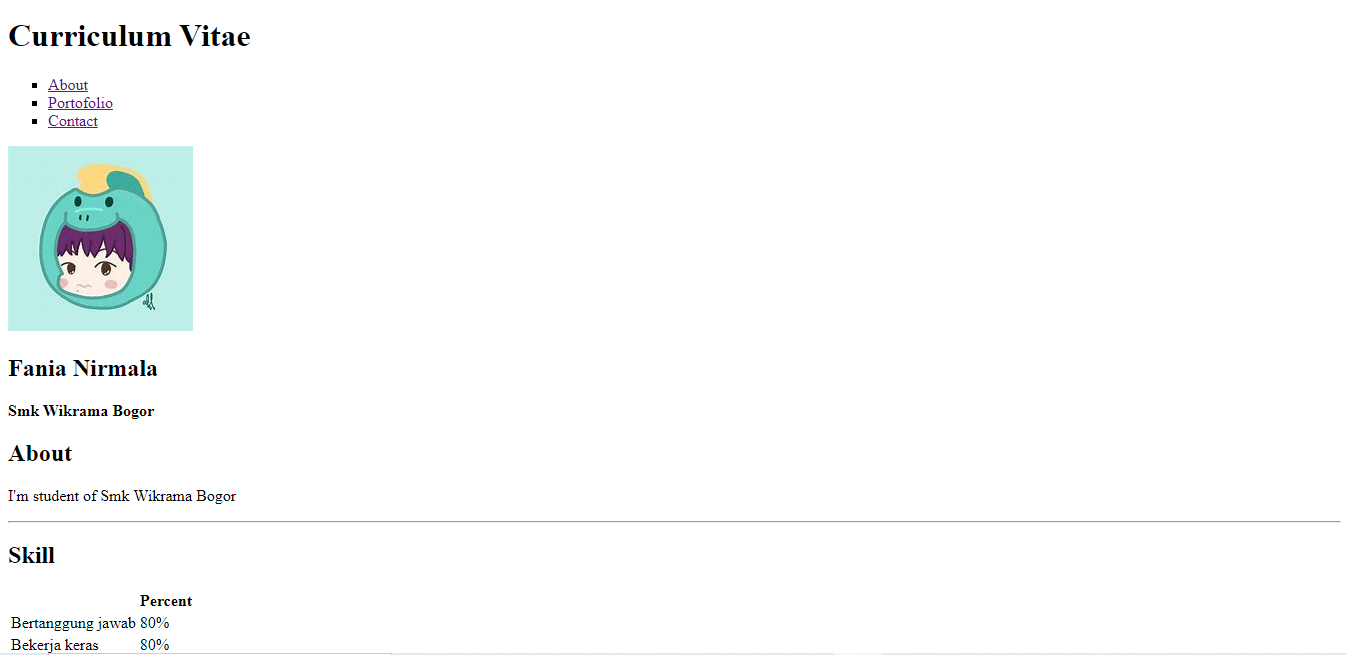 Curriculum Vitae
About
Portofolio
Contact
Fania Nirmala
Smk Wikrama Bogor
About
I'm student of Smk Wikrama Bogor
Skill
Percent
Bertanggung jawab 80%
Bekerja keras 80%